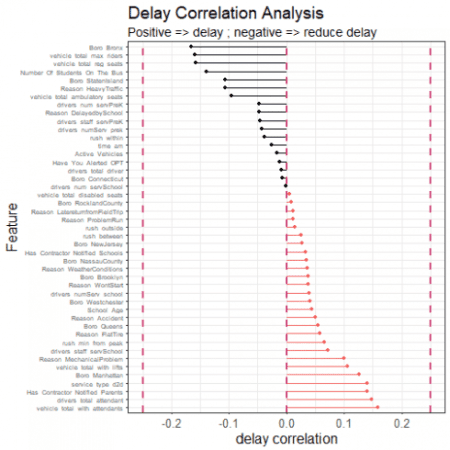 Delay Correlation Analysis
Positive => delay ; negative => reduce delay
Boro Bronx
vehicle total max riders
vehicle total reg seats
Number Of Students On The Bus
Boro StatenIsland
Reason HeavyTraffic
vehicle total ambulatory seats
drivers num servPreK
Reason DelayedbySchool
drivers staff servPreK
drivers numServ prek
rush within
time am
Active Vehicles
Have You Alerted OPT
drivers total driver
Boro Connecticut
drivers num servSchool
vehicle total disabled seats
Boro RocklandCounty
Reason LatereturnfromFieldTrip
Reason ProblemRun
rush outside
rush between
Boro NewJersey
Has Contractor Notified Schools
Boro NassauCounty
Reason WeatherConditions
Boro Brooklyn
Reason WontStart
drivers numServ school
Boro Westchester
School Age
Reason Accident
Boro Queens
Reason FlatTire
rush min from peak
drivers staff servSchool
Reason MechanicalProblem
vehicle total with lifts
Boro Manhattan
service type d2d
Has Contractor Notified Parents
drivers total attendant
vehicle total with attendants
Feature
-0.2 -0.1 0.0 0.1 0.2
delay correlation